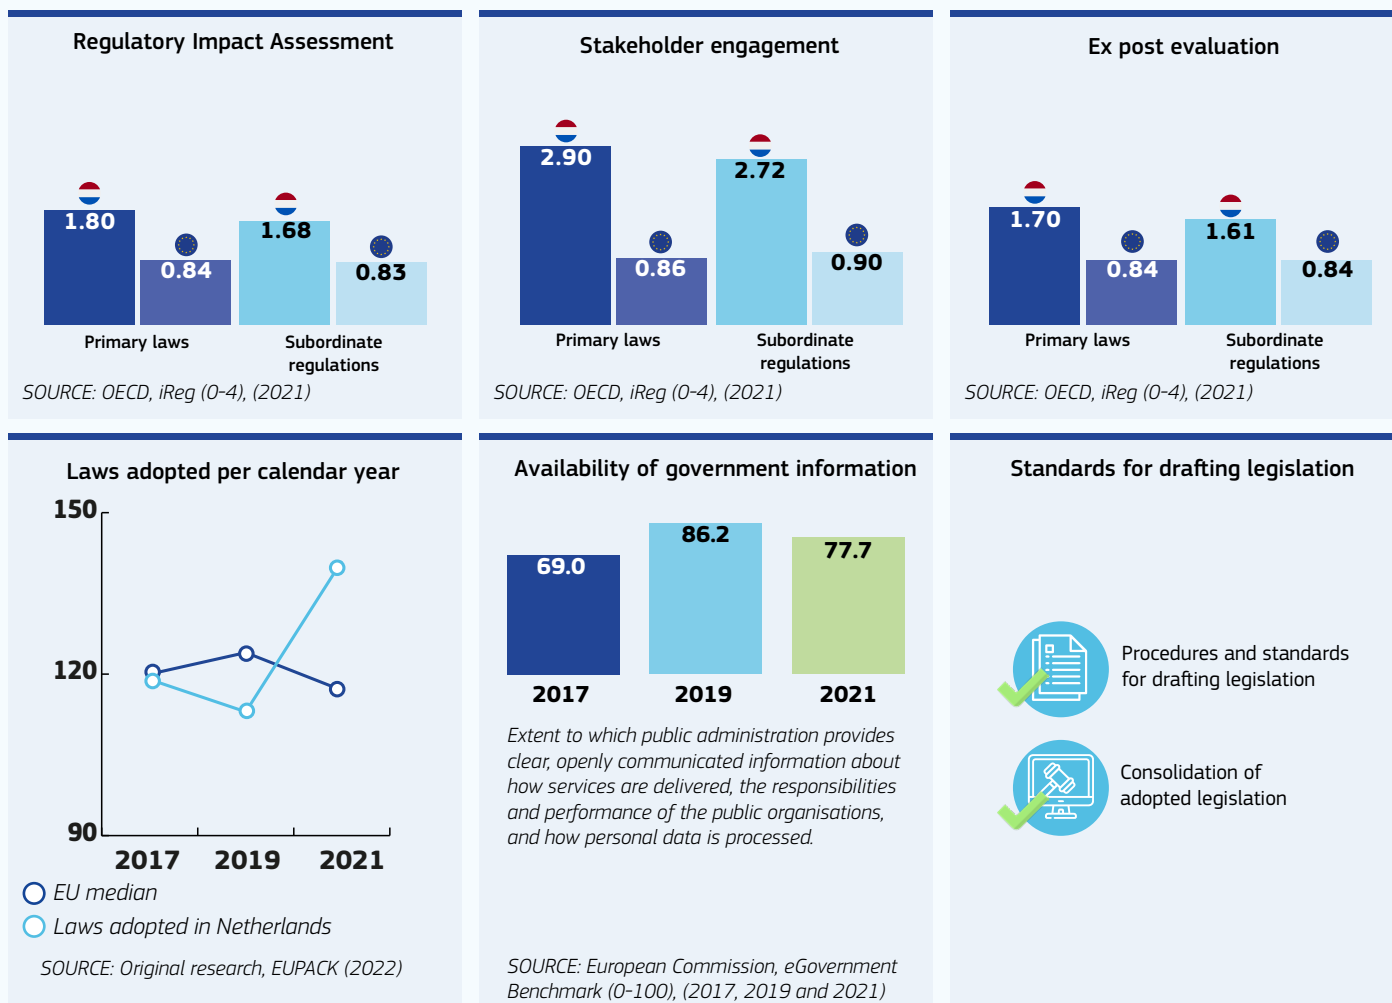 Regulatory Impact Assessment
1.80
0.84
1.68
0.83
Primary laws
Subordinate
regulations
SOURCE: OECD, iReg (0-4), (2021)
Stakeholder engagement
2.90
0.86
2.72
0.90
Primary laws
Subordinate
regulations
SOURCE: OECD, iReg (0-4), (2021)
Ex post evaluation
1.70
0.84
1.61
0.84
Primary laws
Subordinate
regulations
SOURCE: OECD, iReg (0-4), (2021)
Laws adopted per calendar year
150
120
90
2017 2019 2021
EU median
Laws adopted in Netherlands
SOURCE: Original research, EUPACK (2022)
Availability of government information
69.0
86.2
77.7
2017 2019 2021
Extent to which public administration provides
clear, openly communicated information about
how services are delivered, the responsibilities
and performance of the public organisations,
and how personal data is processed.
SOURCE: European Commission, eGovernment
Benchmark (0-100), (2017, 2019 and 2021)
Standards for drafting legislation
Procedures and standards
for drafting legislation
Consolidation of
adopted legislation